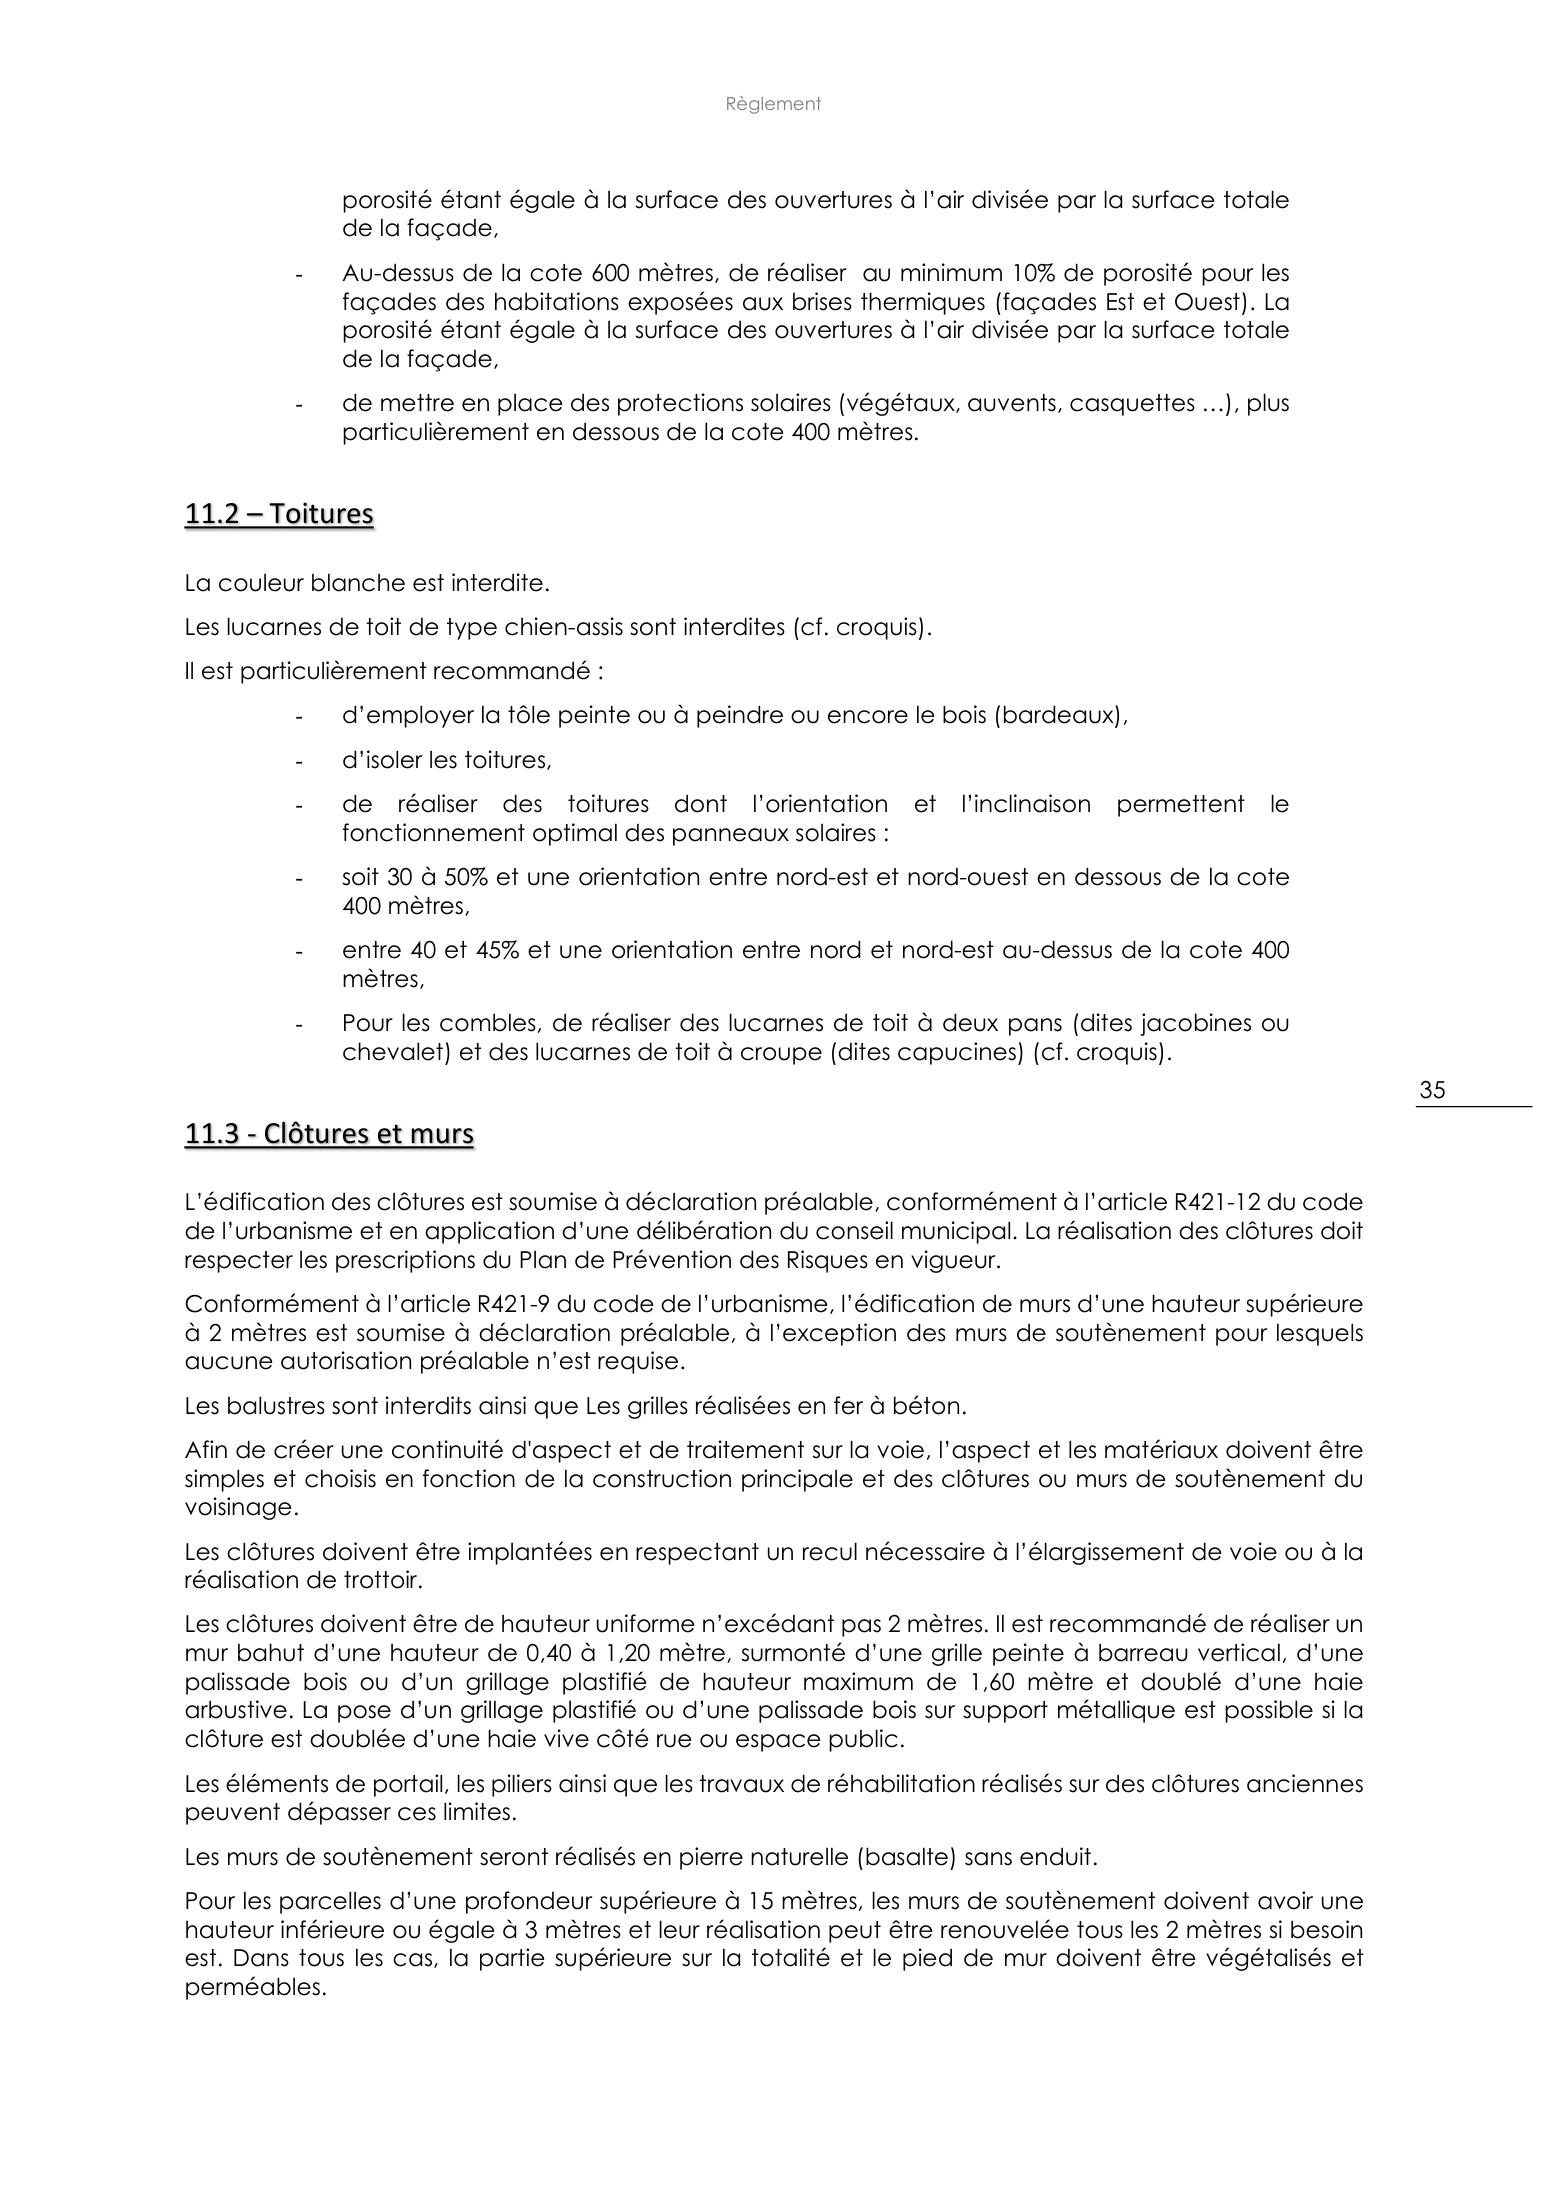 Règlement
porosité étant égale à la surface des ouvertures à l’air divisée par la surface totale
de la façade,
- Au-dessus de la cote 600 mètres, de réaliser au minimum 10% de porosité pour les
façades des habitations exposées aux brises thermiques (façades Est et Ouest). La
porosité étant égale à la surface des ouvertures à l’air divisée par la surface totale
de la façade,
- de mettre en place des protections solaires (végétaux, auvents, casquettes …), plus
particulièrement en dessous de la cote 400 mètres.
11.2 – Toitures
La couleur blanche est interdite.
Les lucarnes de toit de type chien-assis sont interdites (cf. croquis).
Il est particulièrement recommandé :
- d’employer la tôle peinte ou à peindre ou encore le bois (bardeaux),
- d’isoler les toitures,
- de réaliser des toitures dont l’orientation et l’inclinaison permettent le
fonctionnement optimal des panneaux solaires :
- soit 30 à 50% et une orientation entre nord-est et nord-ouest en dessous de la cote
400 mètres,
- entre 40 et 45% et une orientation entre nord et nord-est au-dessus de la cote 400
mètres,
- Pour les combles, de réaliser des lucarnes de toit à deux pans (dites jacobines ou
chevalet) et des lucarnes de toit à croupe (dites capucines) (cf. croquis).
35
11.3 - Clôtures et murs
L’édification des clôtures est soumise à déclaration préalable, conformément à l’article R421-12 du code
de l’urbanisme et en application d’une délibération du conseil municipal. La réalisation des clôtures doit
respecter les prescriptions du Plan de Prévention des Risques en vigueur.
Conformément à l’article R421-9 du code de l’urbanisme, l’édification de murs d’une hauteur supérieure
à 2 mètres est soumise à déclaration préalable, à l’exception des murs de soutènement pour lesquels
aucune autorisation préalable n’est requise.
Les balustres sont interdits ainsi que Les grilles réalisées en fer à béton.
Afin de créer une continuité d'aspect et de traitement sur la voie, l’aspect et les matériaux doivent être
simples et choisis en fonction de la construction principale et des clôtures ou murs de soutènement du
voisinage.
Les clôtures doivent être implantées en respectant un recul nécessaire à l’élargissement de voie ou à la
réalisation de trottoir.
Les clôtures doivent être de hauteur uniforme n’excédant pas 2 mètres. Il est recommandé de réaliser un
mur bahut d’une hauteur de 0,40 à 1,20 mètre, surmonté d’une grille peinte à barreau vertical, d’une
palissade bois ou d’un grillage plastifié de hauteur maximum de 1,60 mètre et doublé d’une haie
arbustive. La pose d’un grillage plastifié ou d’une palissade bois sur support métallique est possible si la
clôture est doublée d’une haie vive côté rue ou espace public.
Les éléments de portail, les piliers ainsi que les travaux de réhabilitation réalisés sur des clôtures anciennes
peuvent dépasser ces limites.
Les murs de soutènement seront réalisés en pierre naturelle (basalte) sans enduit.
Pour les parcelles d’une profondeur supérieure à 15 mètres, les murs de soutènement doivent avoir une
hauteur inférieure ou égale à 3 mètres et leur réalisation peut être renouvelée tous les 2 mètres si besoin
est. Dans tous les cas, la partie supérieure sur la totalité et le pied de mur doivent être végétalisés et
perméables.